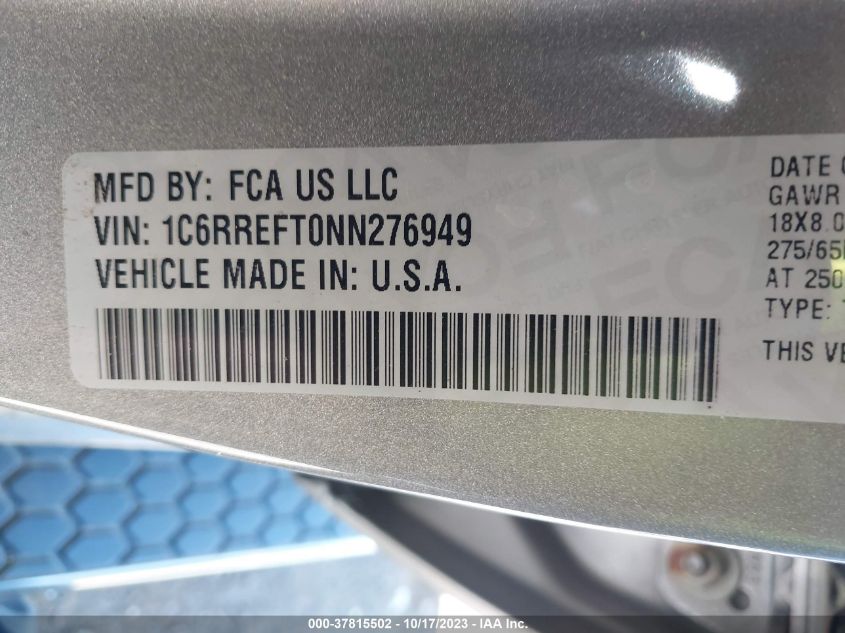 MFD BY: FCA US LLC
VIN: 1C6RREFT0NN276949
VEHICLE MADE IN: U.S.A.
DATE
GAWR
18X8.0
275/65
AT 250
TYPE:
THIS
000-37815502 - 10/17/2023 - IAA Inc.